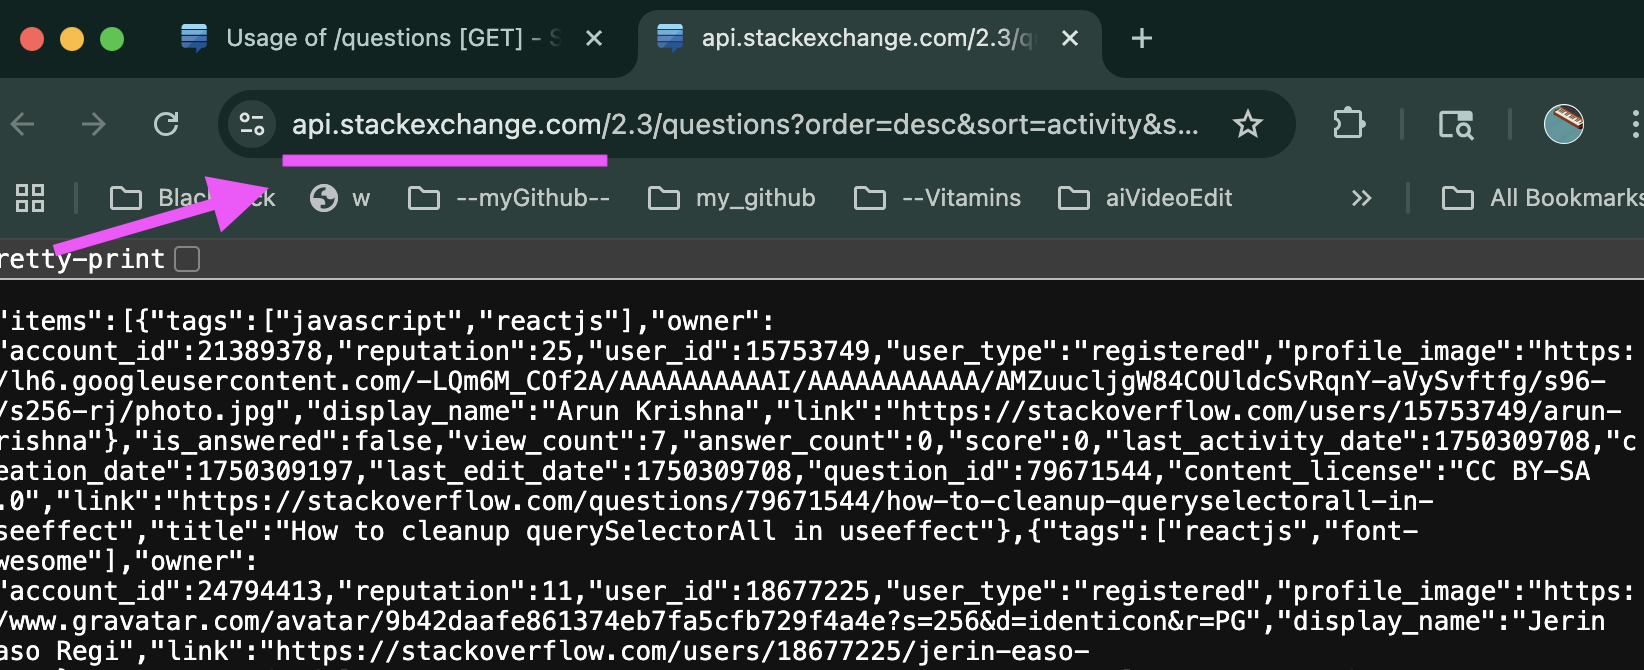 Usage of /questions [GET] - S
api.stackexchange.com/2.3/q
api.stackexchange.com/2.3/questions?order=desc&sort=activity&s...
w
--myGithub--
my_github
--Vitamins
aiVideoEdit
All Bookmarks
retty-print
"items":[{"tags":["javascript","reactjs"],"owner":
"account_id":21389378,"reputation":25,"user_id":15753749,"user_type":"registered","profile_image":"https:
/lh6.googleusercontent.com/-LQm6M_COf2A/AAAAAAAAAAI/AAAAAAAAAAA/AMZuucljgW84COUldcSvRqnY-aVySvftfg/s96-
/s256-rj/photo.jpg","display_name":"Arun Krishna","link":"https://stackoverflow.com/users/15753749/arun-
rishna"},"is_answered":false,"view_count":7,"answer_count":0,"score":0,"last_activity_date":1750309708,"c
eation_date":1750309197,"last_edit_date":1750309708,"question_id":79671544,"content_license":"CC BY-SA
.0","link":"https://stackoverflow.com/questions/79671544/how-to-cleanup-queryselectorall-in-
seeffect","title":"How to cleanup querySelectorAll in useeffect"},{"tags":["reactjs","font-
wesome"],"owner":
"account_id":24794413,"reputation":11,"user_id":18677225,"user_type":"registered","profile_image":"https:
/www.gravatar.com/avatar/9b42daafe861374eb7fa5cfb729f4a4e?s=256&d=identicon&r=PG","display_name":"Jerin
aso Regi","link":"https://stackoverflow.com/users/18677225/jerin-easo-